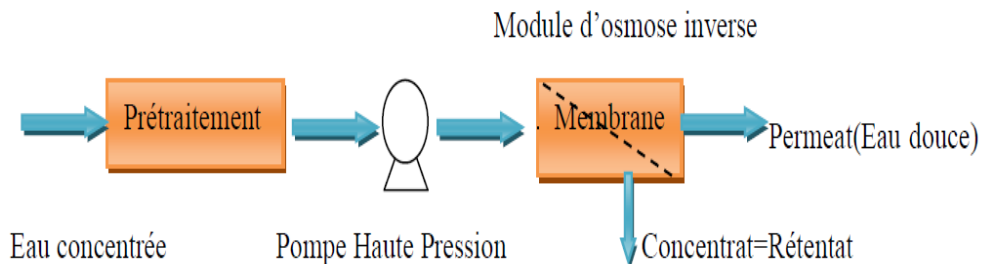 Module d'osmose inverse
Prétraitement
Membrane
Permeat(Eau douce)
Eau concentrée
Pompe Haute Pression
Concentrat=Rétentat